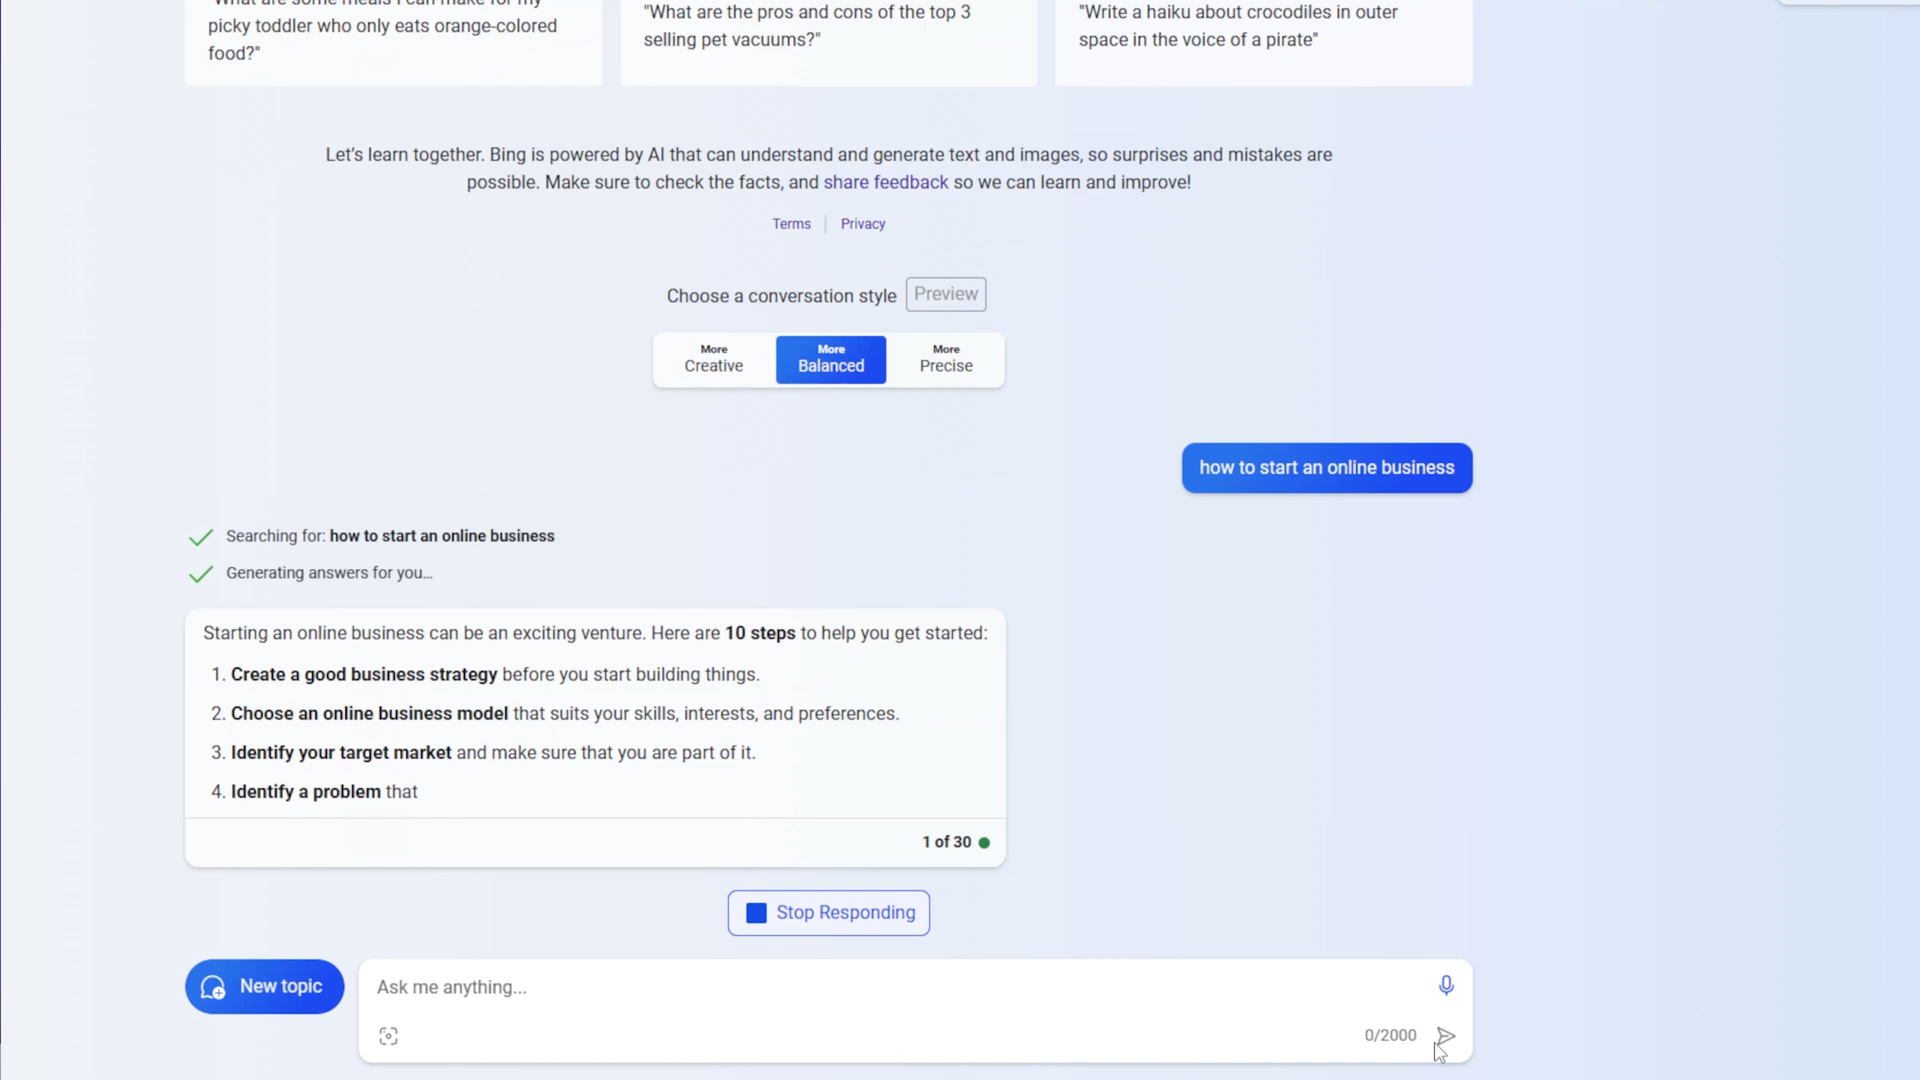 picky toddler who only eats orange-colored
food?"
"What are the pros and cons of the top 3
selling pet vacuums?"
"Write a haiku about crocodiles in outer
space in the voice of a pirate"
Let's learn together. Bing is powered by AI that can understand and generate text and images, so surprises and mistakes are
possible. Make sure to check the facts, and share feedback so we can learn and improve!
Terms
Privacy
Choose a conversation style Preview
More
Creative
More
Balanced
More
Precise
how to start an online business
Searching for: how to start an online business
Generating answers for you...
Starting an online business can be an exciting venture. Here are 10 steps to help you get started:
1. Create a good business strategy before you start building things.
2. Choose an online business model that suits your skills, interests, and preferences.
3. Identify your target market and make sure that you are part of it.
4. Identify a problem that
1 of 30
Stop Responding
New topic
Ask me anything...
0/2000